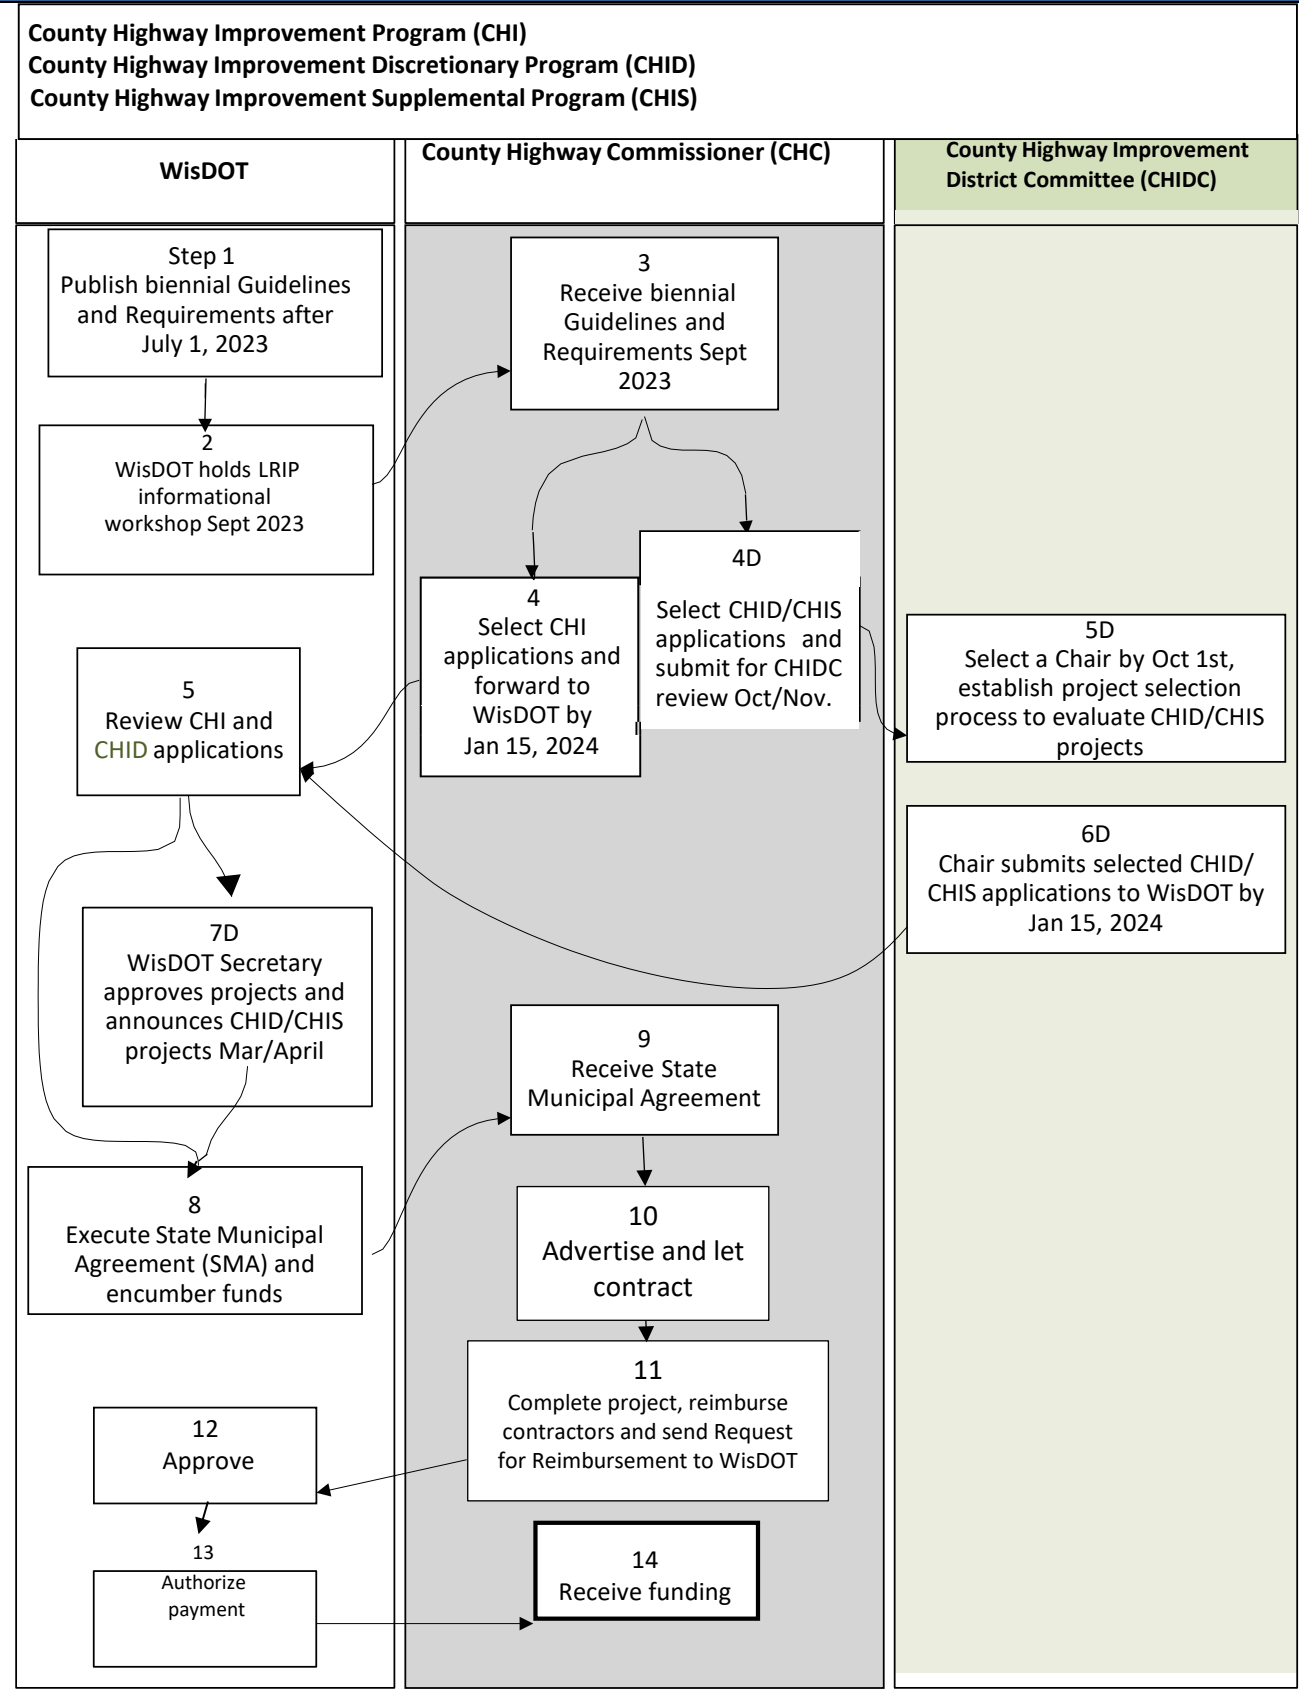 County Highway Improvement Program (CHI)
County Highway Improvement Discretionary Program (CHID)
County Highway Improvement Supplemental Program (CHIS)
WisDOT
County Highway Commissioner (CHC)
County Highway Improvement
District Committee (CHIDC)
Step 1
Publish biennial Guidelines
and Requirements after
July 1, 2023
2
WisDOT holds LRIP
informational
workshop Sept 2023
3
Receive biennial
Guidelines and
Requirements Sept
2023
4
Select CHI
applications and
forward to
WisDOT by
Jan 15, 2024
4D
Select CHID/CHIS
applications and
submit for CHIDC
review Oct/Nov.
5D
Select a Chair by Oct 1st,
establish project selection
process to evaluate CHID/CHIS
projects
5
Review CHI and
CHID applications
6D
Chair submits selected CHID/
CHIS applications to WisDOT by
Jan 15, 2024
7D
WisDOT Secretary
approves projects and
announces CHID/CHIS
projects Mar/April
8
Execute State Municipal
Agreement (SMA) and
encumber funds
9
Receive State
Municipal Agreement
10
Advertise and let
contract
11
Complete project, reimburse
contractors and send Request
for Reimbursement to WisDOT
12
Approve
13
Authorize
payment
14
Receive funding